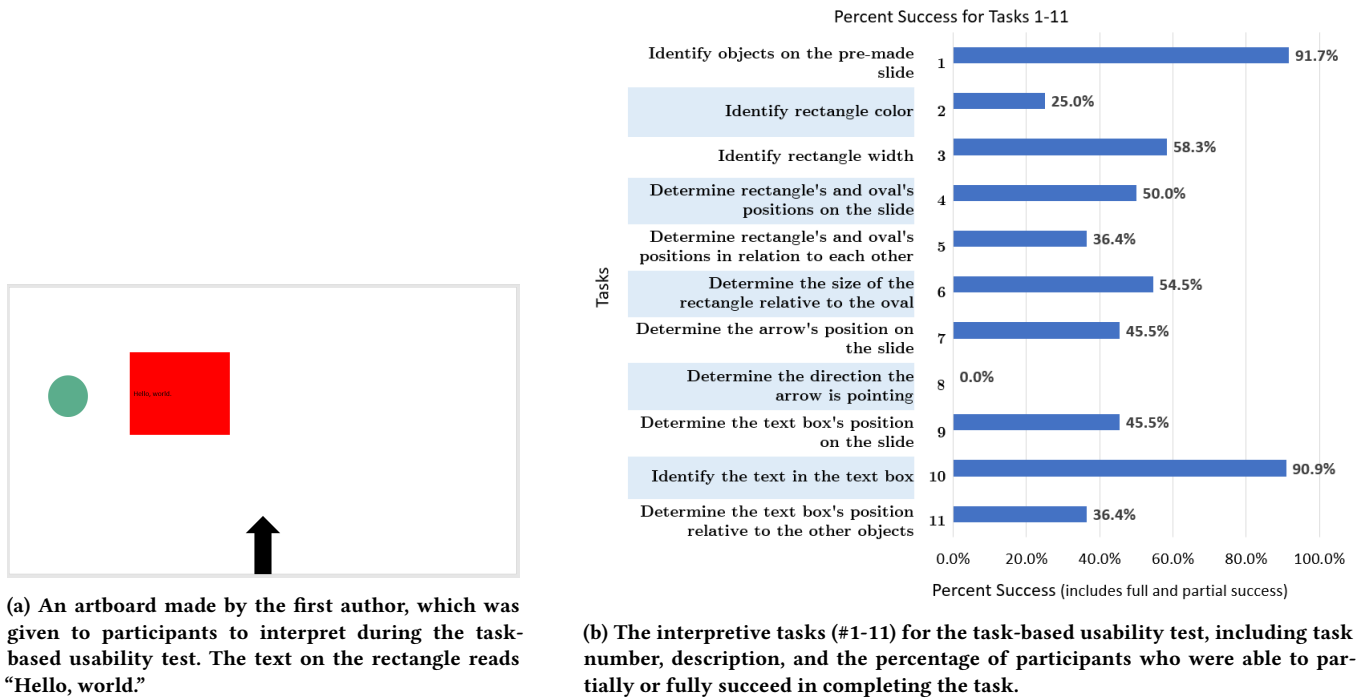 Hello, world.
(a) An artboard made by the first author, which was
given to participants to interpret during the task-
based usability test. The text on the rectangle reads
“Hello, world.”
Percent Success for Tasks 1-11
Tasks
Identify objects on the pre-made
slide
1
91.7%
Identify rectangle color
2
25.0%
Identify rectangle width
3
58.3%
Determine rectangle's and oval's
positions on the slide
4
50.0%
Determine rectangle's and oval's
positions in relation to each other
5
36.4%
Determine the size of the
rectangle relative to the oval
6
54.5%
Determine the arrow's position on
the slide
7
45.5%
Determine the direction the
arrow is pointing
8
0.0%
Determine the text box's position
on the slide
9
45.5%
Identify the text in the text box
10
90.9%
Determine the text box's position
relative to the other objects
11
36.4%
0.0% 20.0% 40.0% 60.0% 80.0% 100.0%
Percent Success (includes full and partial success)
(b) The interpretive tasks (#1-11) for the task-based usability test, including task
number, description, and the percentage of participants who were able to par-
tially or fully succeed in completing the task.